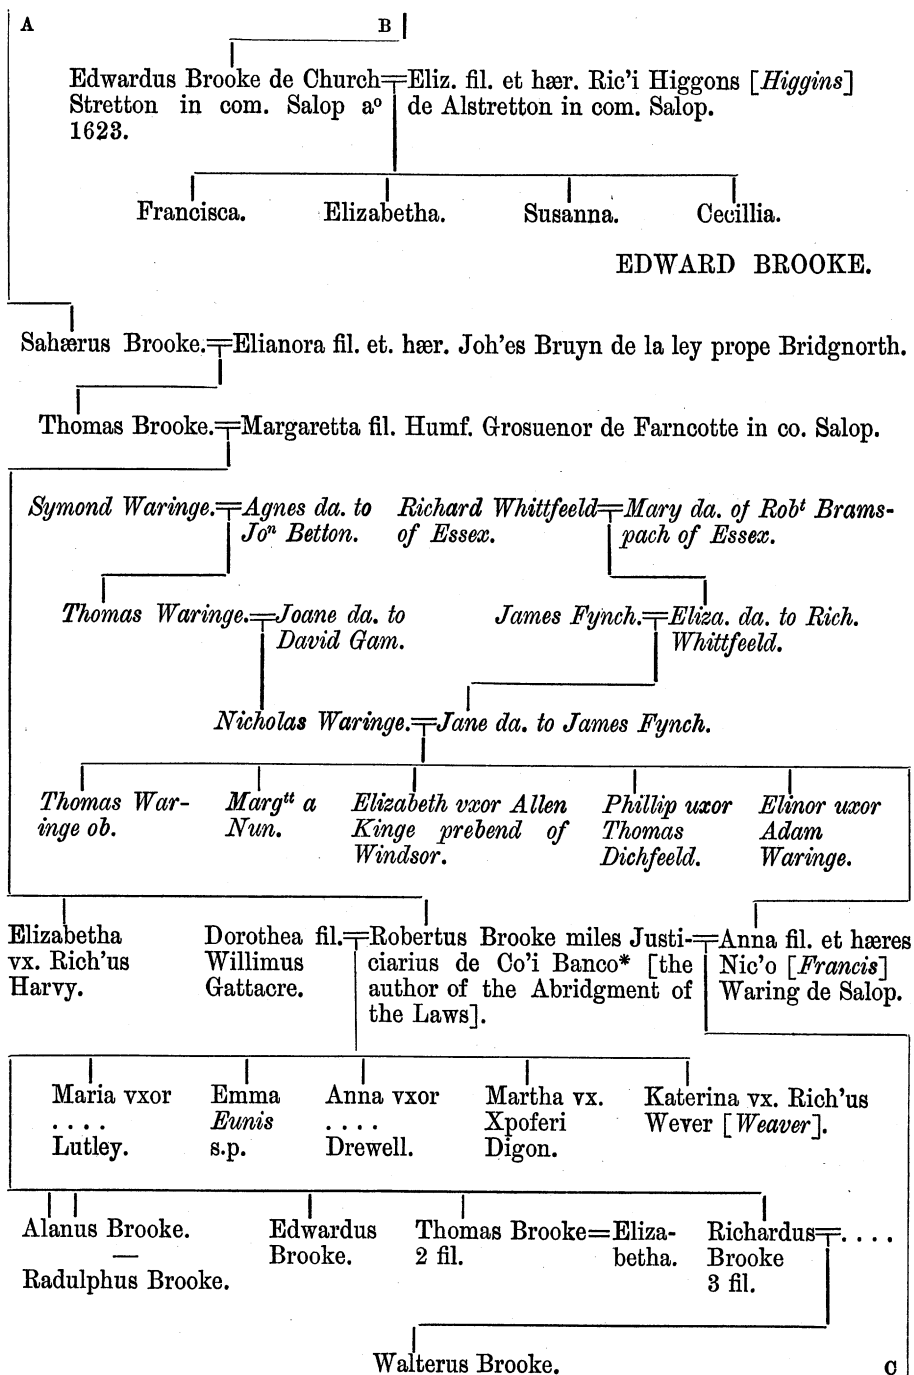 A B
Edwardus Brooke de Church Eliz. fil. et hær. Ric'i Higgons [Higgins]
Stretton in com. Salop aº de Alstretton in com. Salop.
1623.
Francisca. Elizabetha. Susanna. Cecillia.
EDWARD BROOKE.
Sahærus Brooke. Elianora fil. et. hær. Joh'es Bruyn de la ley prope Bridgnorth.
Thomas Brooke. Margaretta fil. Humf. Grosuenor de Farncotte in co. Salop.
Symond Waringe. Agnes da. to Richard Whittfeeld Mary da. of Robᵗ Brams-
Joⁿ Betton. of Essex. pach of Essex.
Thomas Waringe. Joane da. to James Fynch. Eliza. da. to Rich.
David Gam. Whittfeeld.
Nicholas Waringe. Jane da. to James Fynch.
Thomas War- Margᵗᵗ a Elizabeth vxor Allen Phillip uxor Elinor uxor
inge ob. Nun. Kinge prebend of Thomas Adam
Windsor. Dichfeeld. Waringe.
Elizabetha Dorothea fil. Robertus Brooke miles Justi- Anna fil. et hæres
vx. Rich'us Willimus ciarius de Co'i Banco* [the Nic'o [Francis]
Harvy. Gattacre. author of the Abridgment of Waring de Salop.
the Laws].
Maria vxor Emma Anna vxor Martha vx. Katerina vx. Rich'us
.... Eunis .... Xpoferi Wever [Weaver].
Lutley. s.p. Drewell. Digon.
Alanus Brooke. Edwardus Thomas Brooke=Eliza- Richardus ....
— Brooke. 2 fil. betha. Brooke
Radulphus Brooke. 3 fil.
Walterus Brooke. C